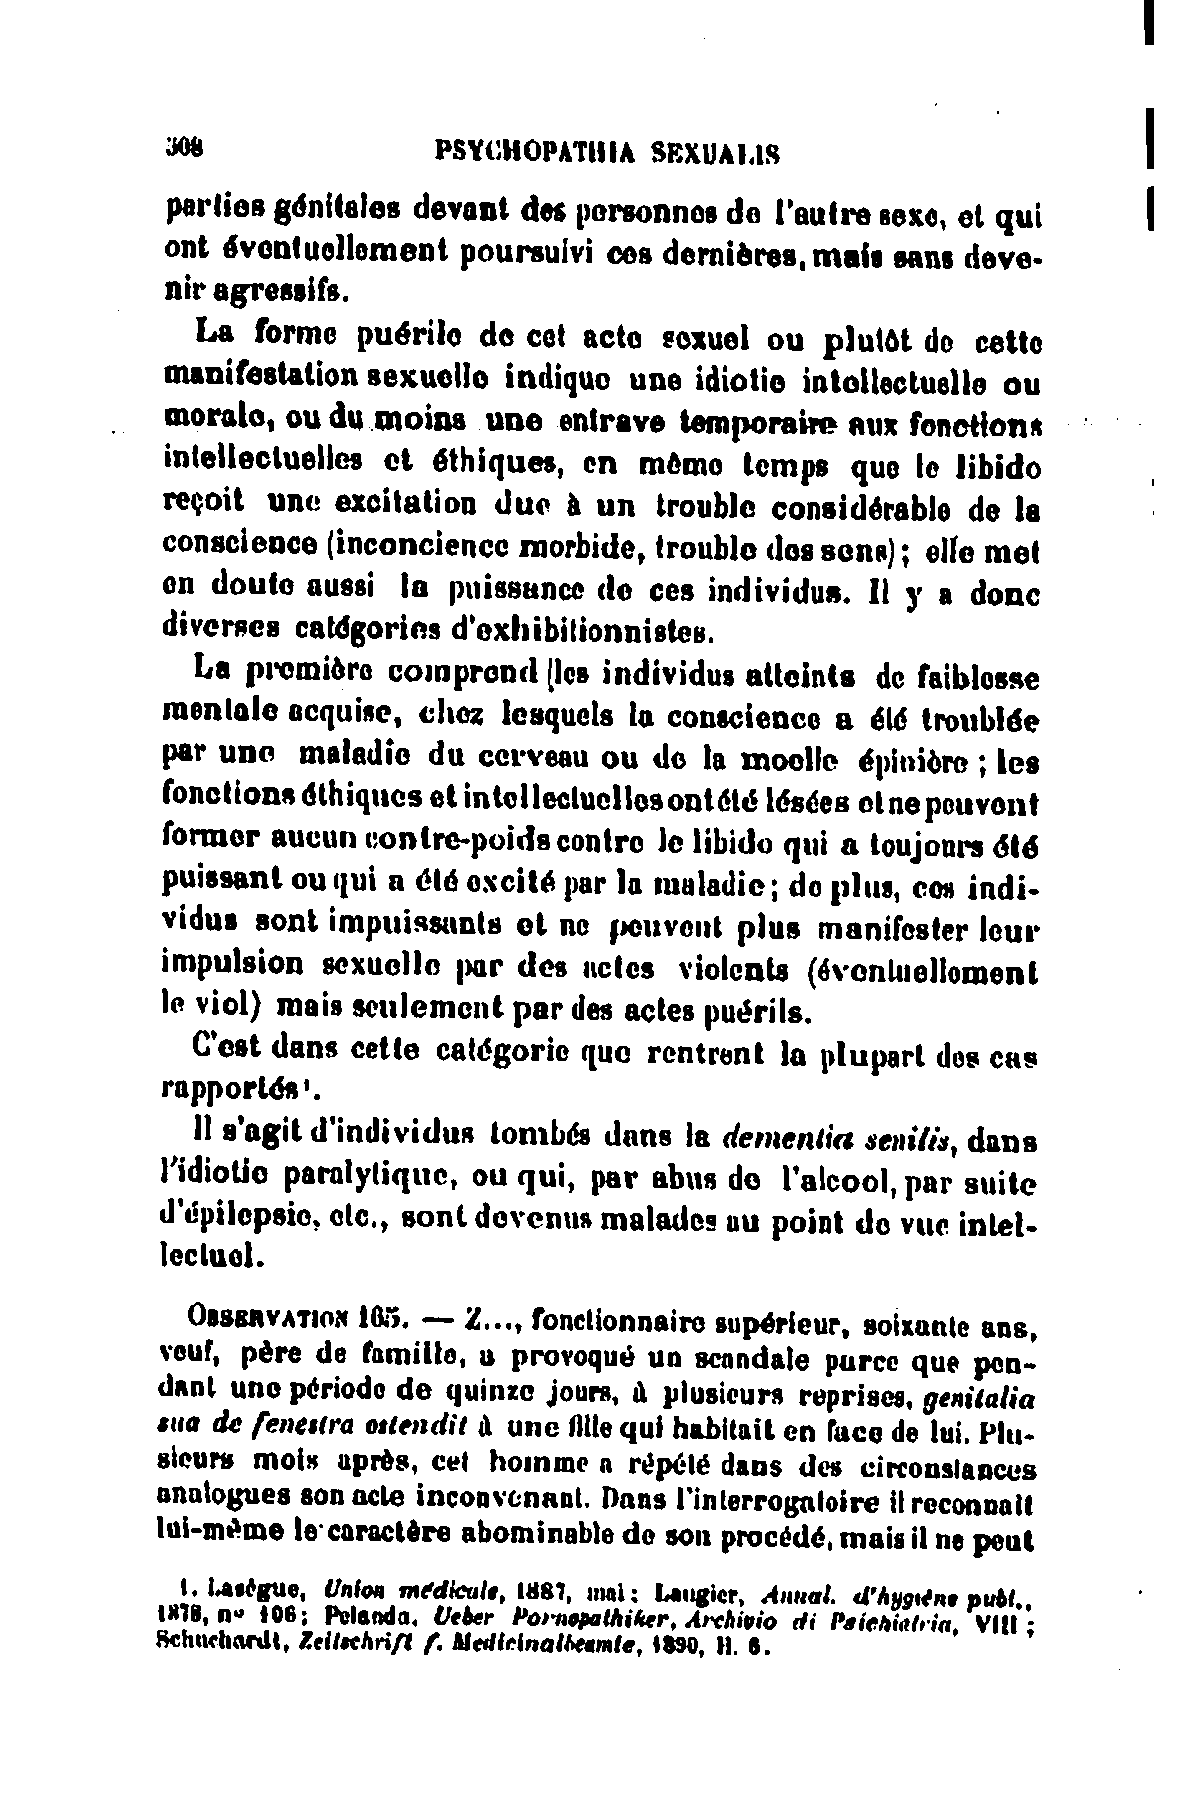 308 PSYCHOPATHIA SEXUALIS
parties génitales devant des personnes de l'autre sexe, et qui
ont éventuellement poursuivi ces dernières, mais sans deve-
nir agressifs.
La forme puérile de cet acte sexuel ou plutôt de cette
manifestation sexuelle indique une idiotie intellectuelle ou
morale, ou du moins une entrave temporaire aux fonctions
intellectuelles et éthiques, en même temps que le libido
reçoit une excitation due à un trouble considérable de la
conscience (inconcience morbide, trouble des sens) ; elle met
en doute aussi la puissance de ces individus. Il y a donc
diverses catégories d'exhibitionnistes.
La première comprend les individus atteints de faiblesse
mentale acquise, chez lesquels la conscience a été troublée
par une maladie du cerveau ou de la moelle épinière ; les
fonctions éthiques et intellectuelles ont été lésées et ne peuvent
former aucun contre-poids contre le libido qui a toujours été
puissant ou qui a été excité par la maladie ; de plus, ces indi-
vidus sont impuissants et ne peuvent plus manifester leur
impulsion sexuelle par des actes violents (éventuellement
le viol) mais seulement par des actes puérils.
C'est dans cette catégorie que rentrent la plupart des cas
rapportés¹.
Il s'agit d'individus tombés dans la dementia senilis, dans
l'idiotie paralytique, ou qui, par abus de l'alcool, par suite
d'épilepsie, etc., sont devenus malades au point de vue intel-
lectuel.
OBSERVATION 165. — Z..., fonctionnaire supérieur, soixante ans,
veuf, père de famille, a provoqué un scandale parce que pen-
dant une période de quinze jours, à plusieurs reprises, genitalia
sua de fenestra ostendit à une fille qui habitait en face de lui. Plu-
sieurs mois après, cet homme a répété dans des circonstances
analogues son acte inconvenant. Dans l'interrogatoire il reconnaît
lui-même le caractère abominable de son procédé, mais il ne peut
1. Lasègue, Union médicale, 1887, mai ; Laugier, Annal. d'hygiène publ.,
1878, nº 106 ; Pelanda, Ueber Pornopathiker, Archivio di Psichiatria, VIII ;
Schuchardt, Zeitschrift f. Medicinalbeamte, 1890, H. 6.